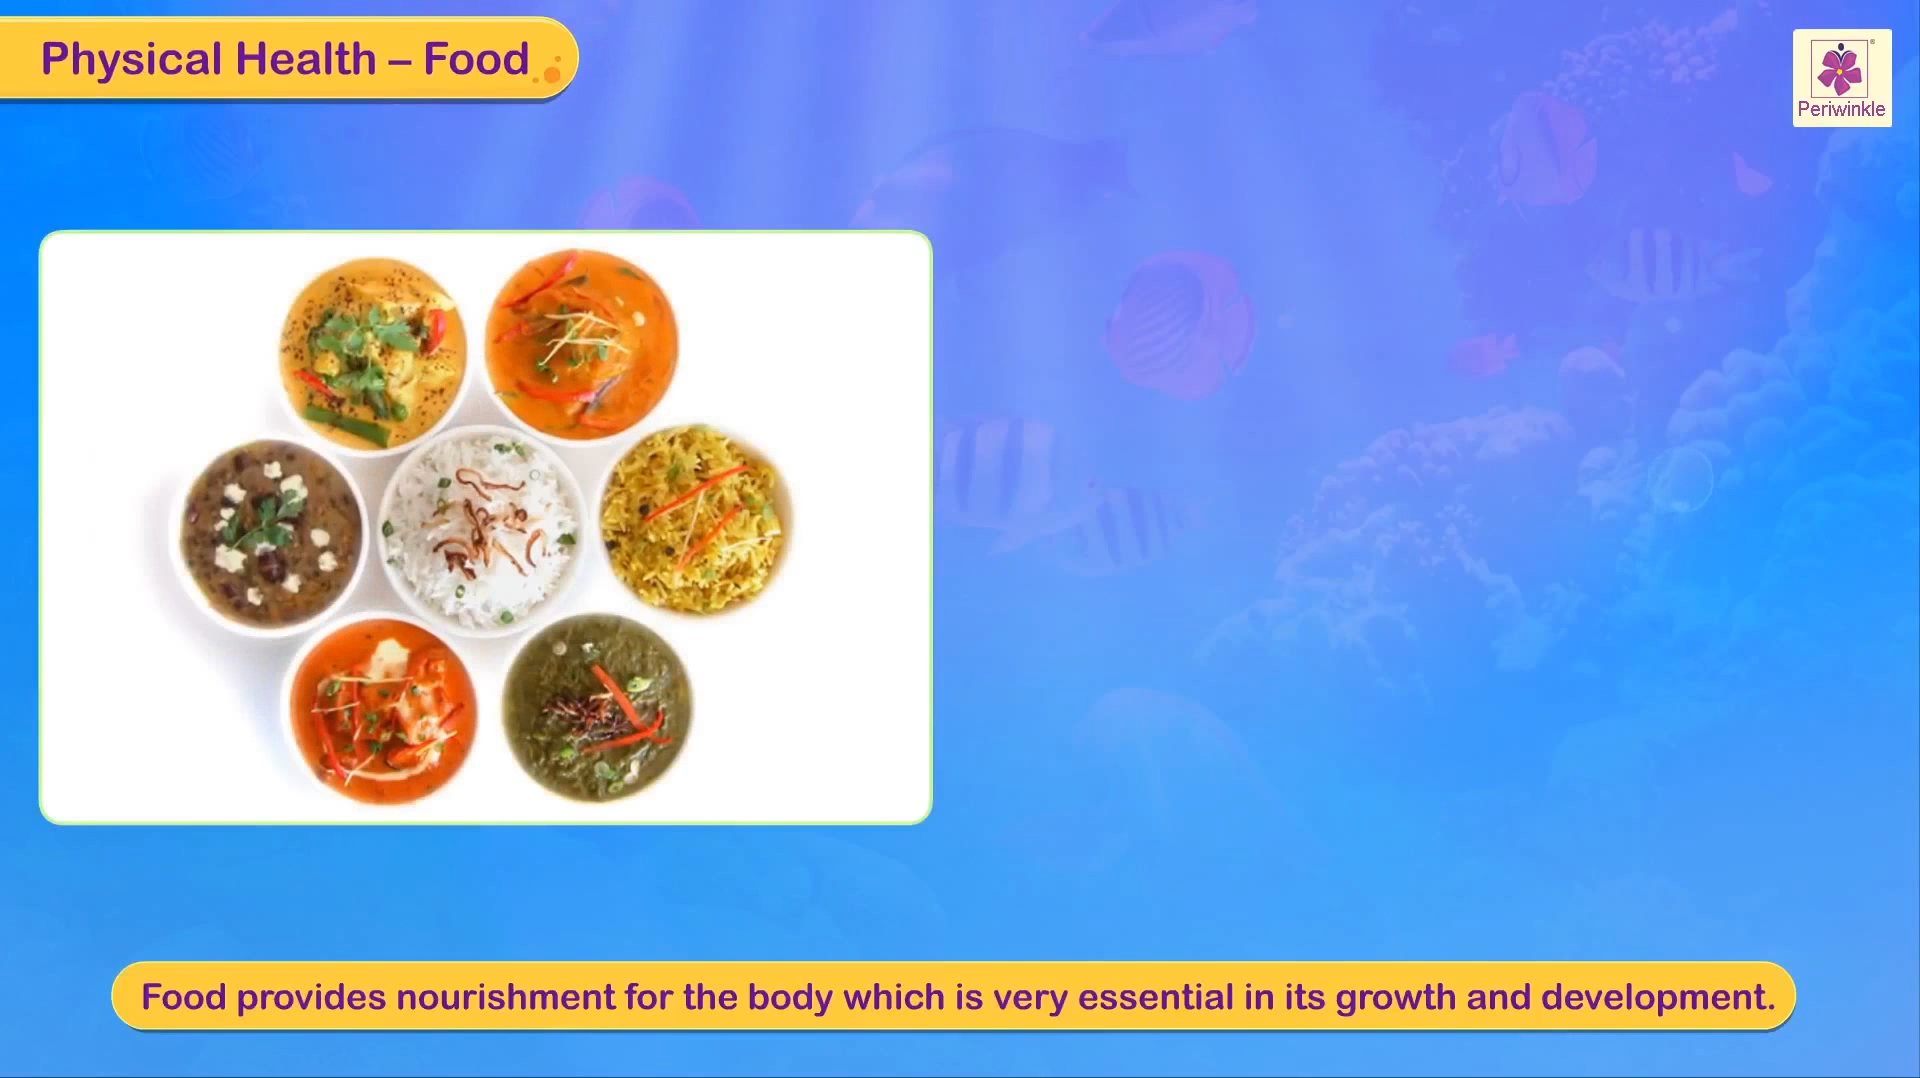 Physical Health – Food
Periwinkle
Food provides nourishment for the body which is very essential in its growth and development.